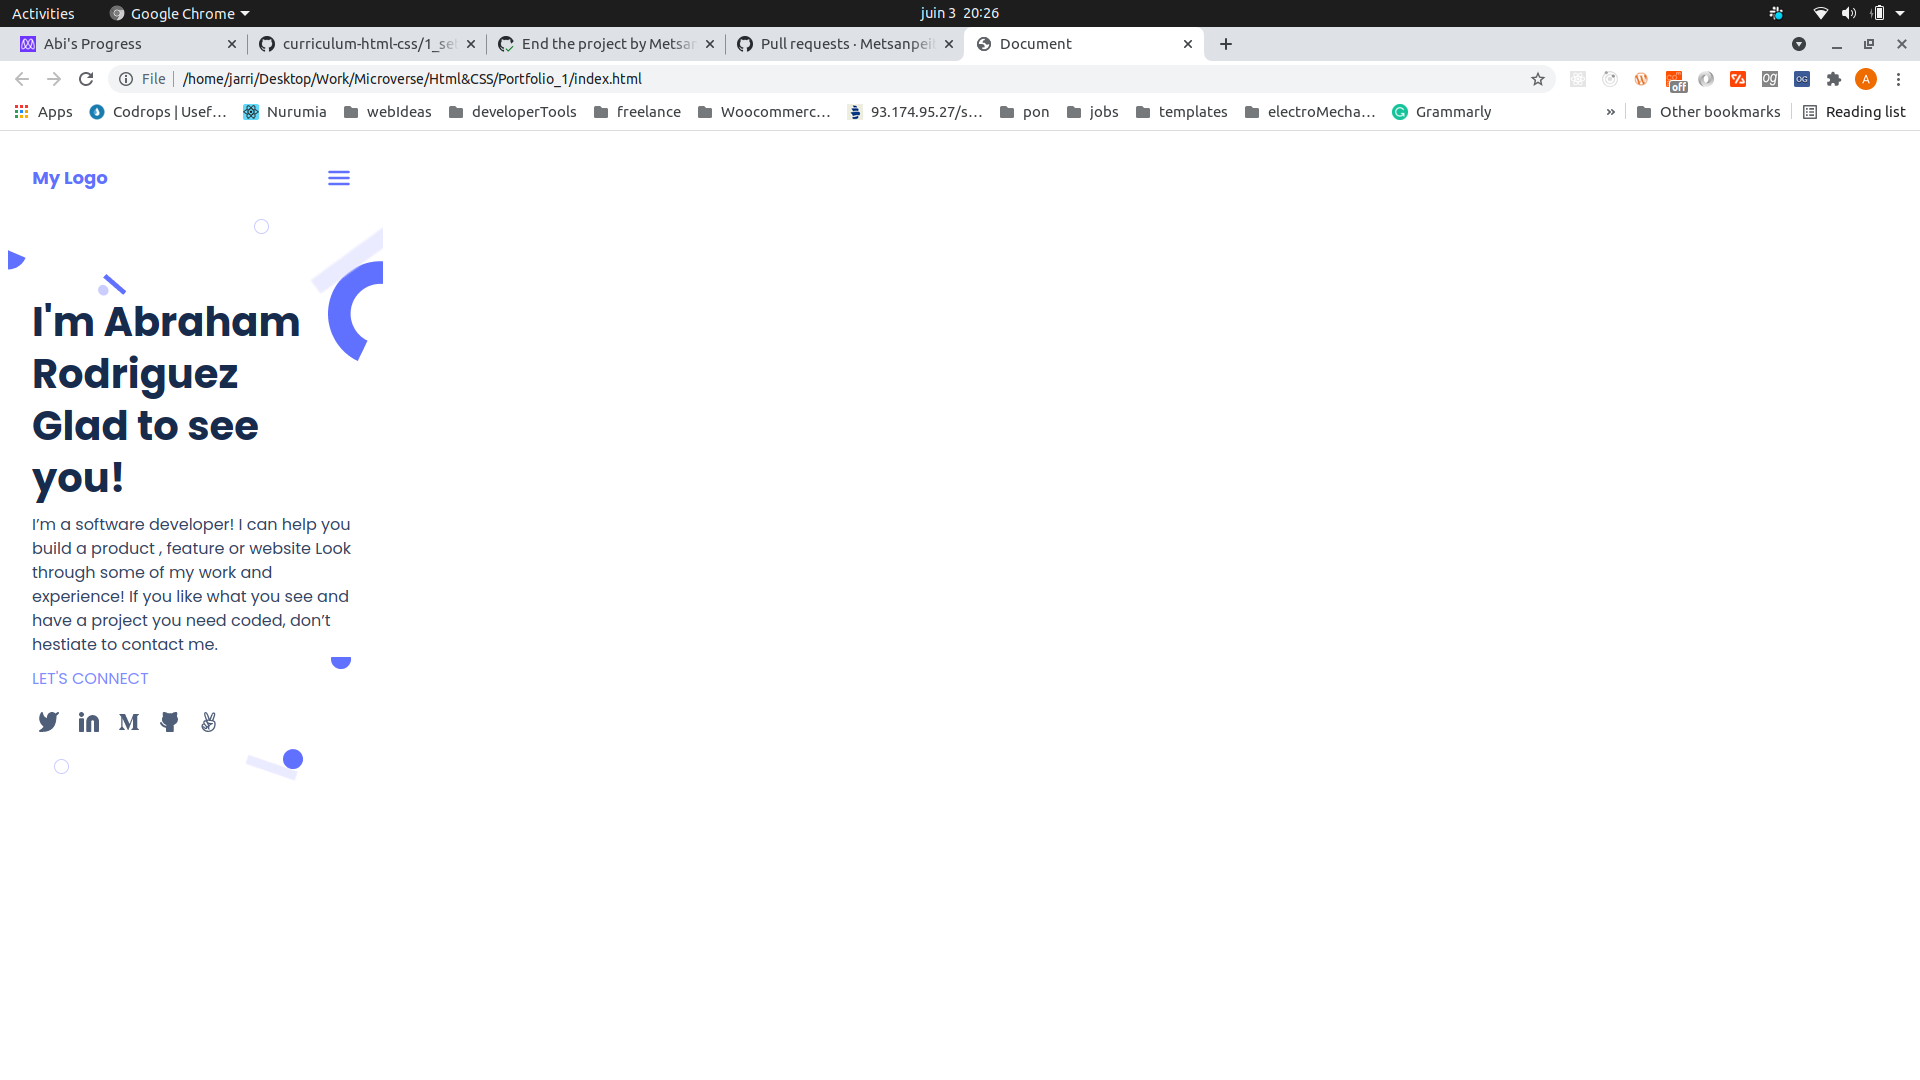 Activities Google Chrome juin 3 20:26
Abi's Progress curriculum-html-css/1_se End the project by Metsan Pull requests · Metsanpeit Document
File /home/jarri/Desktop/Work/Microverse/Html&CSS/Portfolio_1/index.html off og OG A
Apps Codrops | Usef… Nurumia webIdeas developerTools freelance Woocommerc… 93.174.95.27/s… pon jobs templates electroMecha… Grammarly » Other bookmarks Reading list
My Logo
I'm Abraham
Rodriguez
Glad to see
you!
I’m a software developer! I can help you
build a product , feature or website Look
through some of my work and
experience! If you like what you see and
have a project you need coded, don’t
hestiate to contact me.
LET'S CONNECT